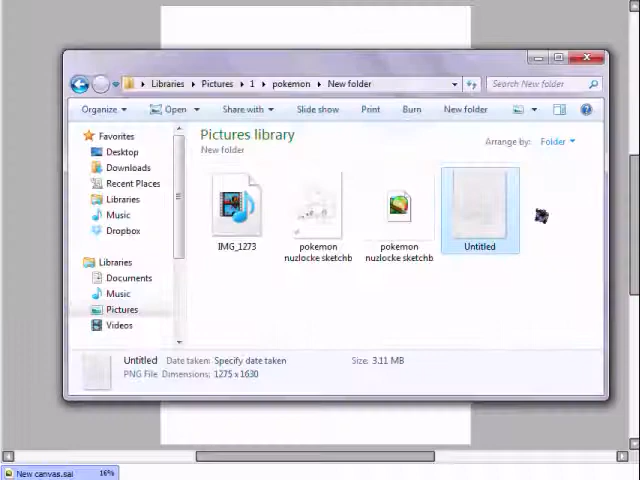 Libraries Pictures 1 pokemon New folder
Search New folder
Organize Open Share with Slide show Print Burn New folder
Favorites
Desktop
Downloads
Recent Places
Libraries
Music
Dropbox
Libraries
Documents
Music
Pictures
Videos
Pictures library
New folder
Arrange by: Folder
IMG_1273
pokemon
nuzlocke sketchb
pokemon
nuzlocke sketchb
Untitled
Untitled Date taken: Specify date taken Size: 3.11 MB
PNG File Dimensions: 1275 x 1630
New canvas.sai 16%